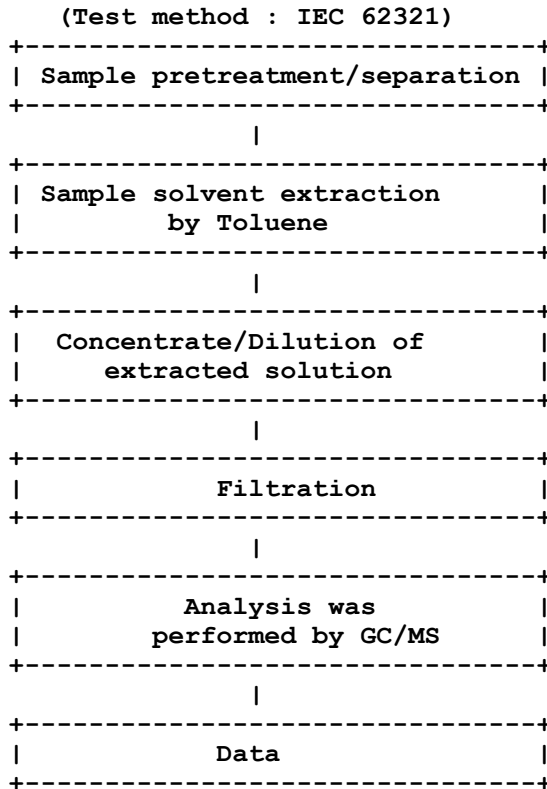 (Test method : IEC 62321)
Sample pretreatment/separation
Sample solvent extraction
by Toluene
Concentrate/Dilution of
extracted solution
Filtration
Analysis was
performed by GC/MS
Data